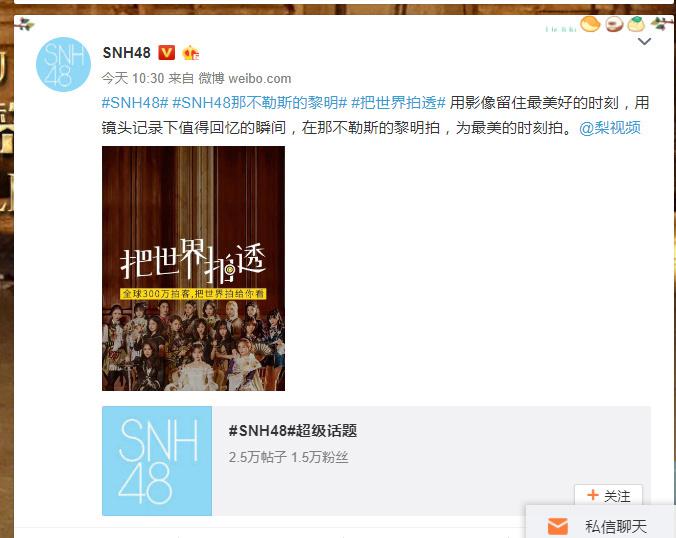 SNH
48
SNH48
今天 10:30 来自 微博 weibo.com
#SNH48# #SNH48那不勒斯的黎明# #把世界拍透# 用影像留住最美好的时刻，用
镜头记录下值得回忆的瞬间，在那不勒斯的黎明拍，为最美的时刻拍。@梨视频
把世界拍透
全球300万拍客,把世界拍给你看
SNH
48
#SNH48#超级话题
2.5万帖子 1.5万粉丝
+ 关注
私信聊天